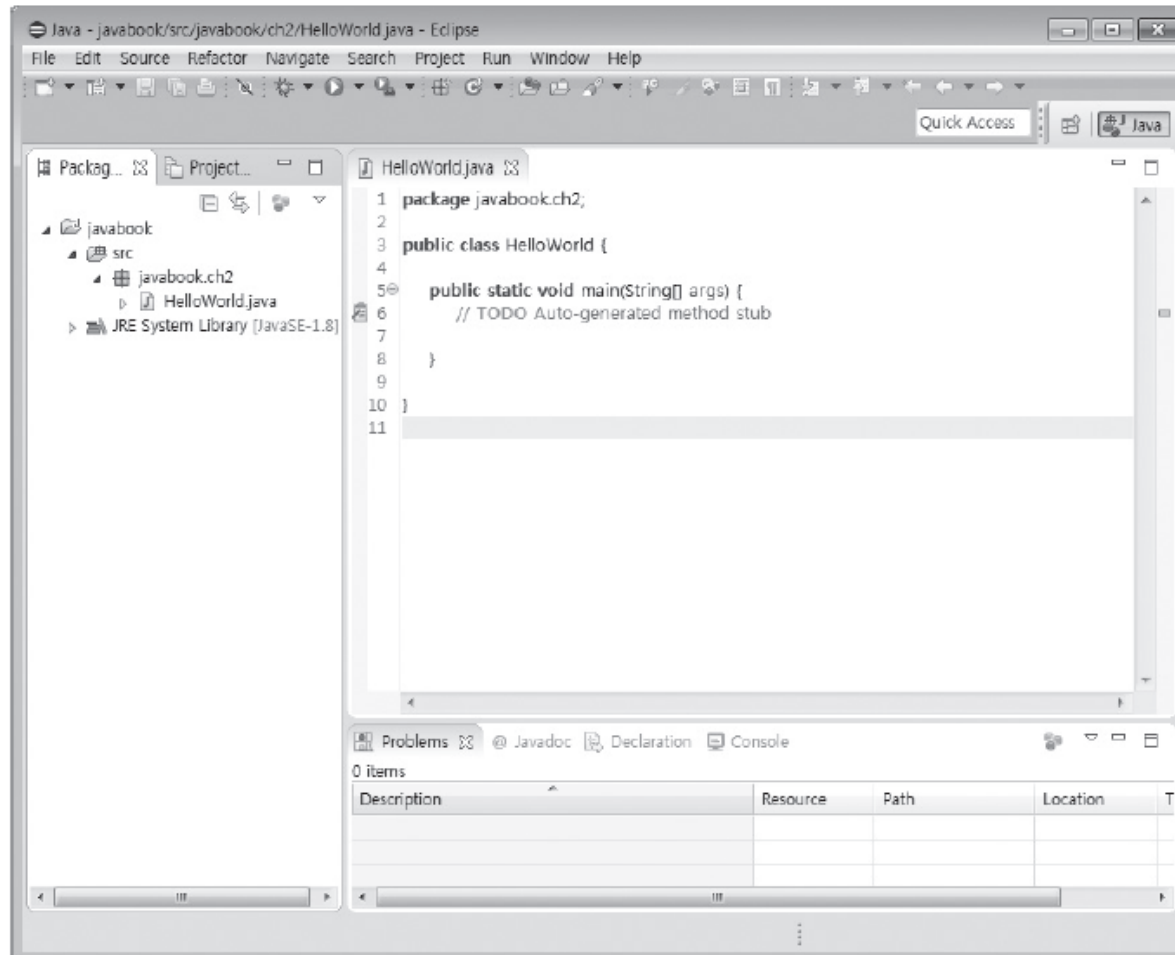 Java - javabook/src/javabook/ch2/HelloWorld.java - Eclipse
File Edit Source Refactor Navigate Search Project Run Window Help
Quick Access
Java
Packag...
Project...
javabook
src
javabook.ch2
HelloWorld.java
JRE System Library [JavaSE-1.8]
HelloWorld.java
1 package javabook.ch2;
2
3 public class HelloWorld {
4
5 public static void main(String[] args) {
6 // TODO Auto-generated method stub
7
8 }
9
10 }
11
Problems @ Javadoc Declaration Console
0 items
Description Resource Path Location T